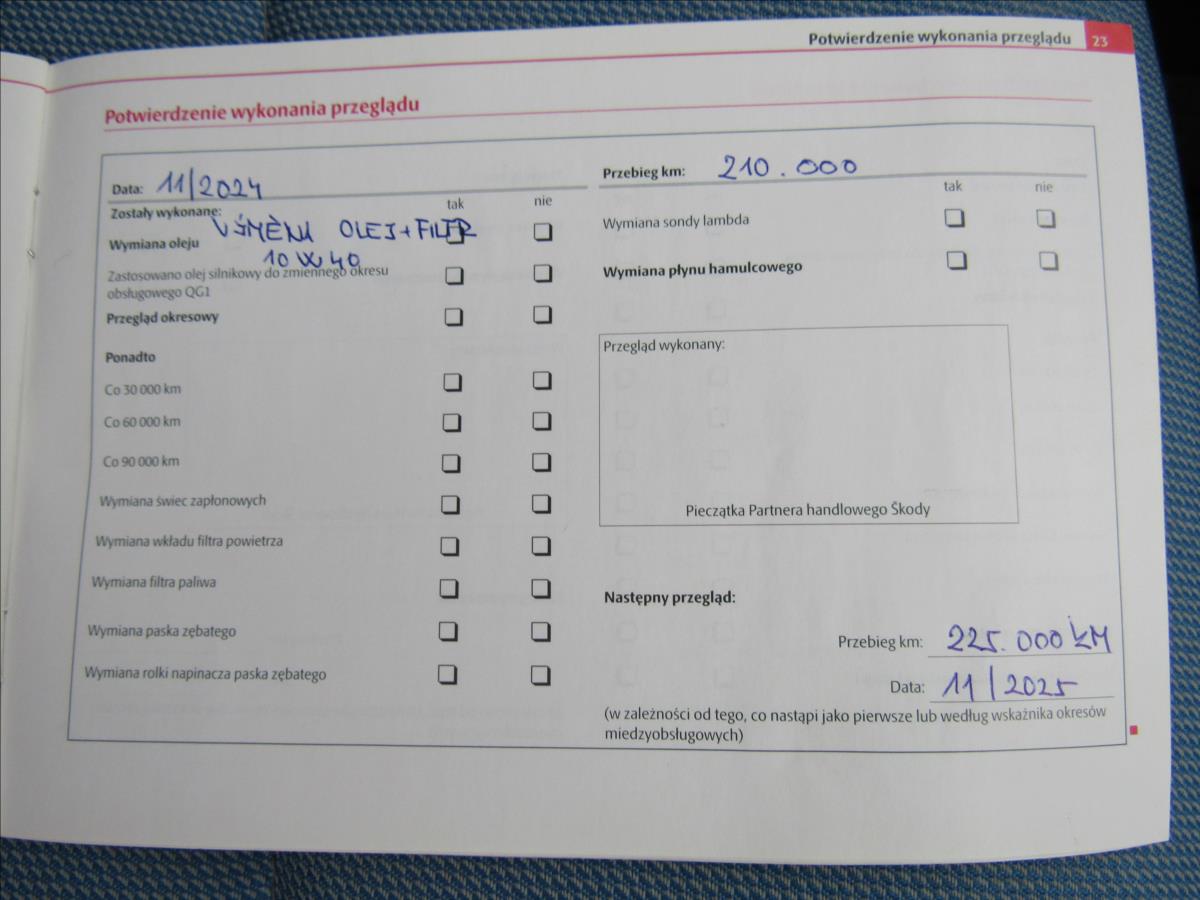 Potwierdzenie wykonania przeglądu 23
Potwierdzenie wykonania przeglądu
Data: 11/2024
Zostały wykonane:
tak nie
VÝMĚNA OLEJ+FILTR
Wymiana oleju
10W40
Zastosowano olej silnikowy do zmiennego okresu
obsługowego QG1
Przegląd okresowy
Ponadto
Co 30 000 km
Co 60 000 km
Co 90 000 km
Wymiana świec zapłonowych
Wymiana wkładu filtra powietrza
Wymiana filtra paliwa
Wymiana paska zębatego
Wymiana rolki napinacza paska zębatego
Przebieg km: 210.000
tak nie
Wymiana sondy lambda
Wymiana płynu hamulcowego
Przegląd wykonany:
Pieczątka Partnera handlowego Škody
Następny przegląd:
Przebieg km: 225.000 KM
Data: 11/2025
(w zależności od tego, co nastąpi jako pierwsze lub według wskaźnika okresów
miedzyobsługowych)